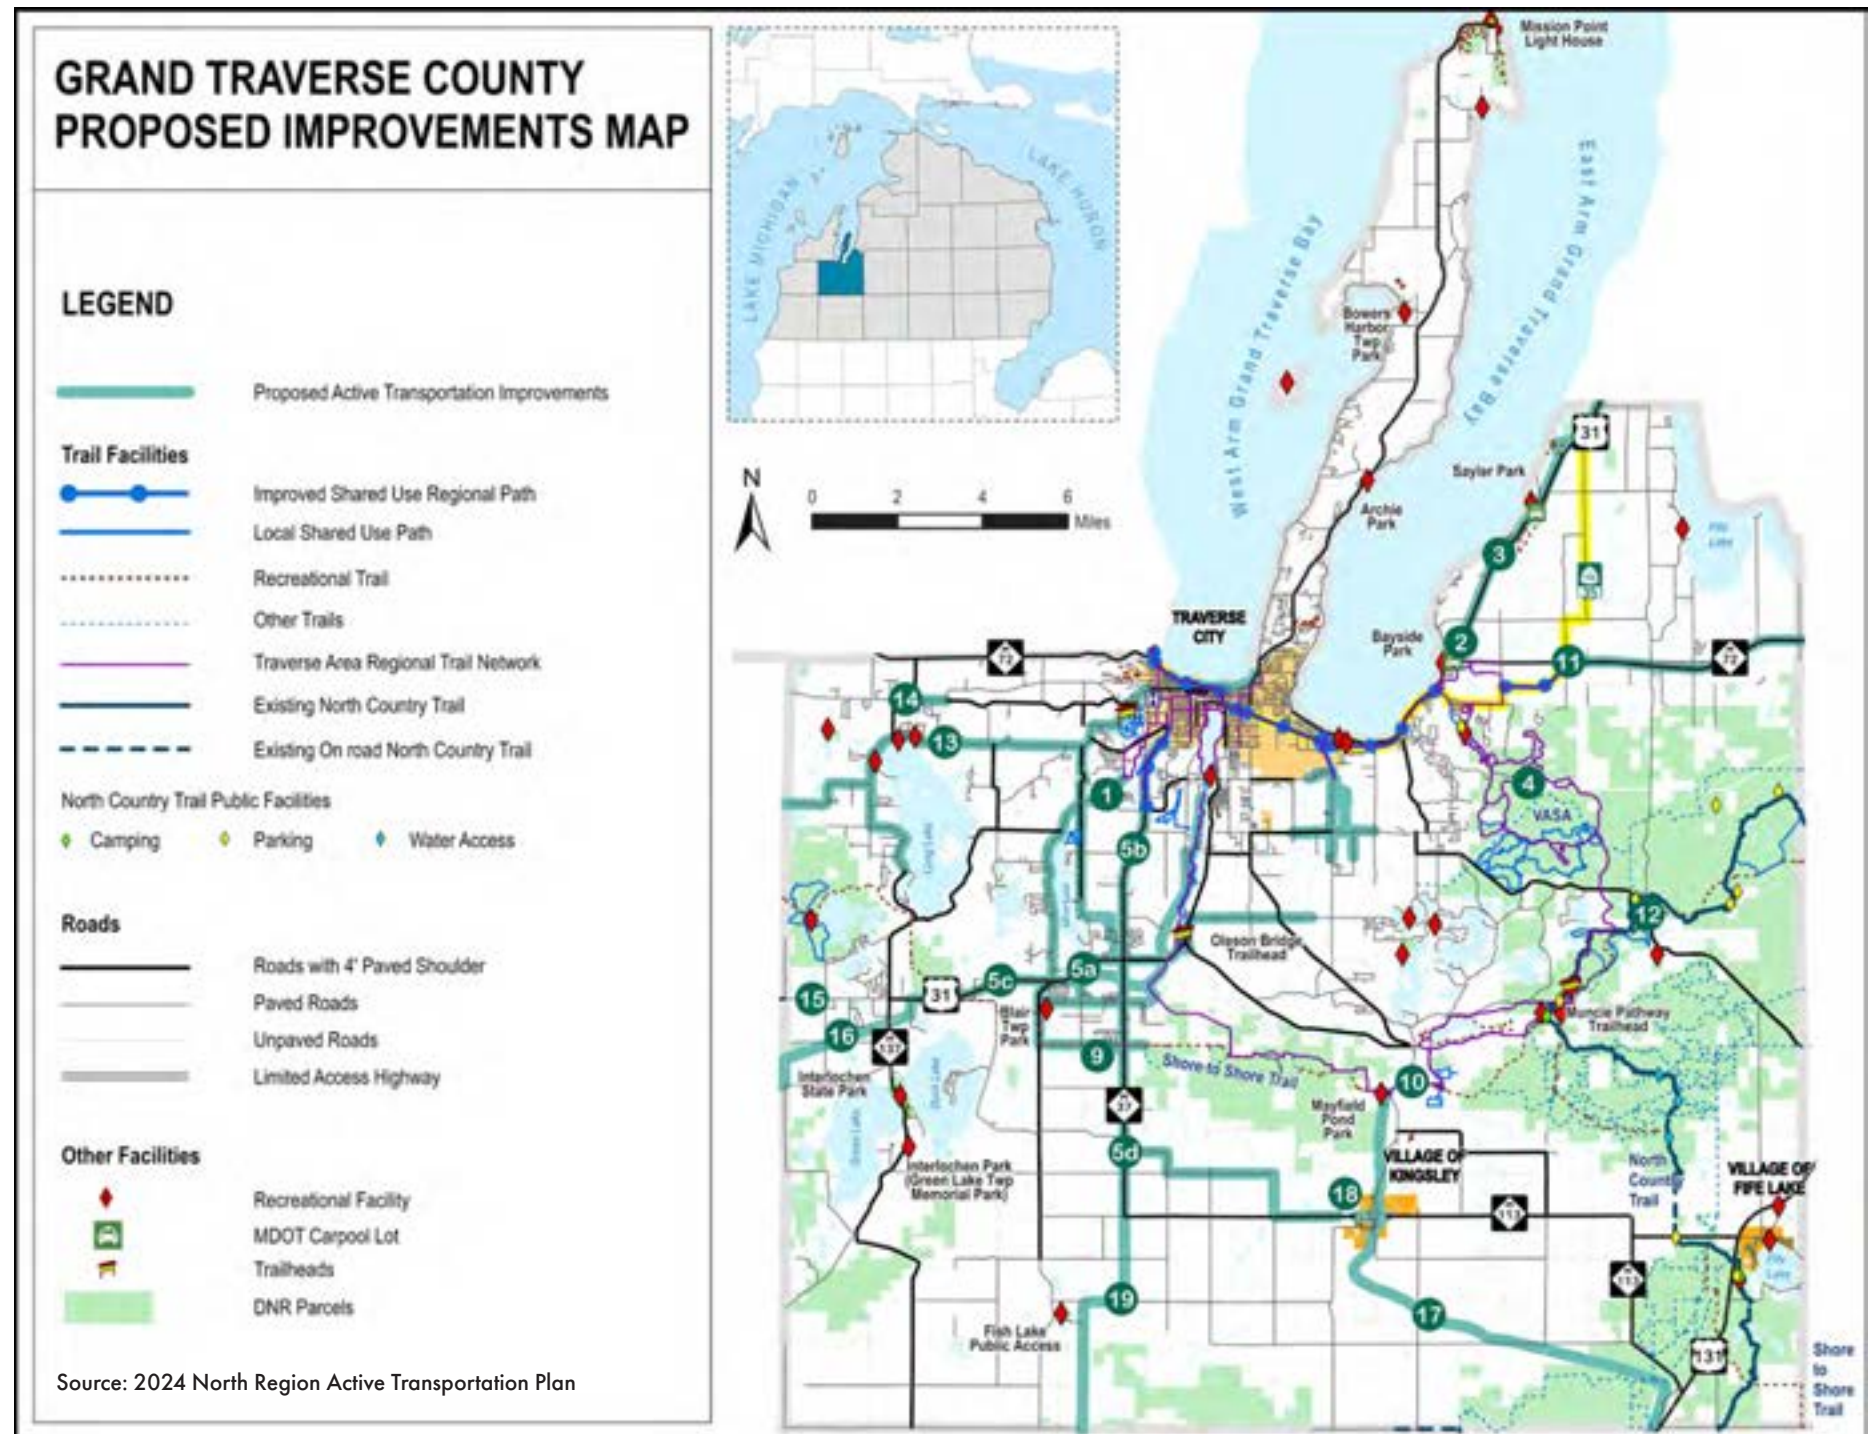 GRAND TRAVERSE COUNTY
PROPOSED IMPROVEMENTS MAP
LEGEND
Proposed Active Transportation Improvements
Trail Facilities
Improved Shared Use Regional Path
Local Shared Use Path
Recreational Trail
Other Trails
Traverse Area Regional Trail Network
Existing North Country Trail
Existing On road North Country Trail
North Country Trail Public Facilities
Camping
Parking
Water Access
Roads
Roads with 4' Paved Shoulder
Paved Roads
Unpaved Roads
Limited Access Highway
Other Facilities
Recreational Facility
MDOT Carpool Lot
Trailheads
DNR Parcels
Source: 2024 North Region Active Transportation Plan
LAKE MICHIGAN
LAKE HURON
N
0 2 4 6
Miles
Mission Point
Light House
West Arm Grand Traverse Bay
East Arm Grand Traverse Bay
Bowers
Harbor
Twp
Park
Archie
Park
Sayler Park
31
3
TRAVERSE
CITY
Bayside
Park
2
11
M
72
M
72
14
13
1
4
VASA
5b
Long Lake
12
Oleson Bridge
Trailhead
5c
5a
31
15
16
M
137
Blair
Twp
Park
9
Muncie Pathway
Trailhead
Interlochen
State Park
Duck Lake
Green Lake
Shore to Shore Trail
10
Mayfield
Pond
Park
M
37
5d
VILLAGE OF
KINGSLEY
North
Country
Trail
VILLAGE OF
FIFE LAKE
Interlochen Park
(Green Lake Twp
Memorial Park)
18
M
113
M
113
Fife
Lake
19
17
Fish Lake
Public Access
131
Shore
to
Shore
Trail